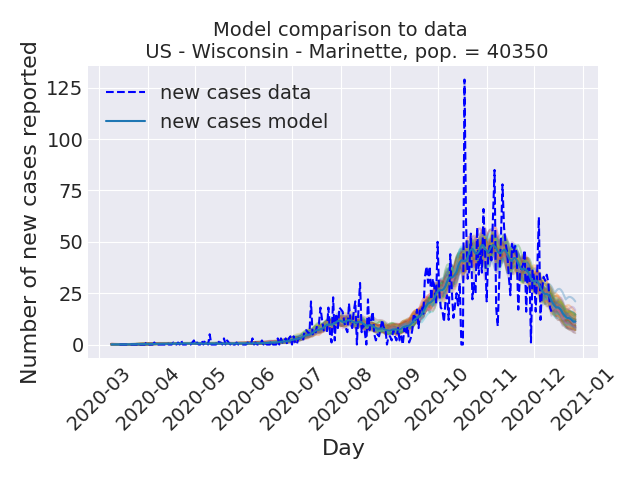 Model comparison to data
US - Wisconsin - Marinette, pop. = 40350
Number of new cases reported
125
100
75
50
25
0
new cases data
new cases model
2020-03
2020-04
2020-05
2020-06
2020-07
2020-08
2020-09
2020-10
2020-11
2020-12
2021-01
Day